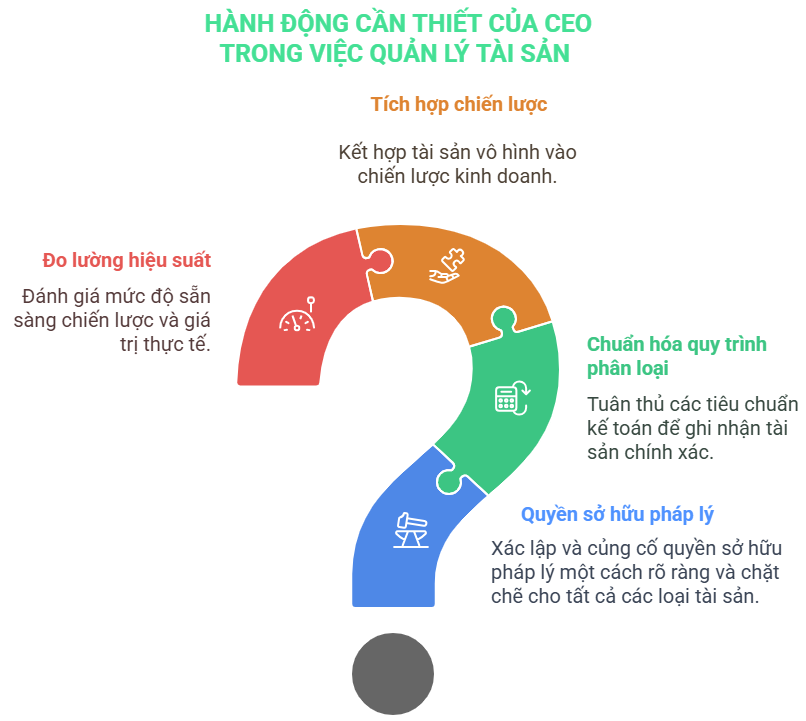 HÀNH ĐỘNG CẦN THIẾT CỦA CEO
TRONG VIỆC QUẢN LÝ TÀI SẢN
Tích hợp chiến lược
Kết hợp tài sản vô hình vào
chiến lược kinh doanh.
Đo lường hiệu suất
Đánh giá mức độ sẵn
sàng chiến lược và giá
trị thực tế.
Chuẩn hóa quy trình
phân loại
Tuân thủ các tiêu chuẩn
kế toán để ghi nhận tài
sản chính xác.
Quyền sở hữu pháp lý
Xác lập và củng cố quyền sở hữu
pháp lý một cách rõ ràng và chặt
chẽ cho tất cả các loại tài sản.